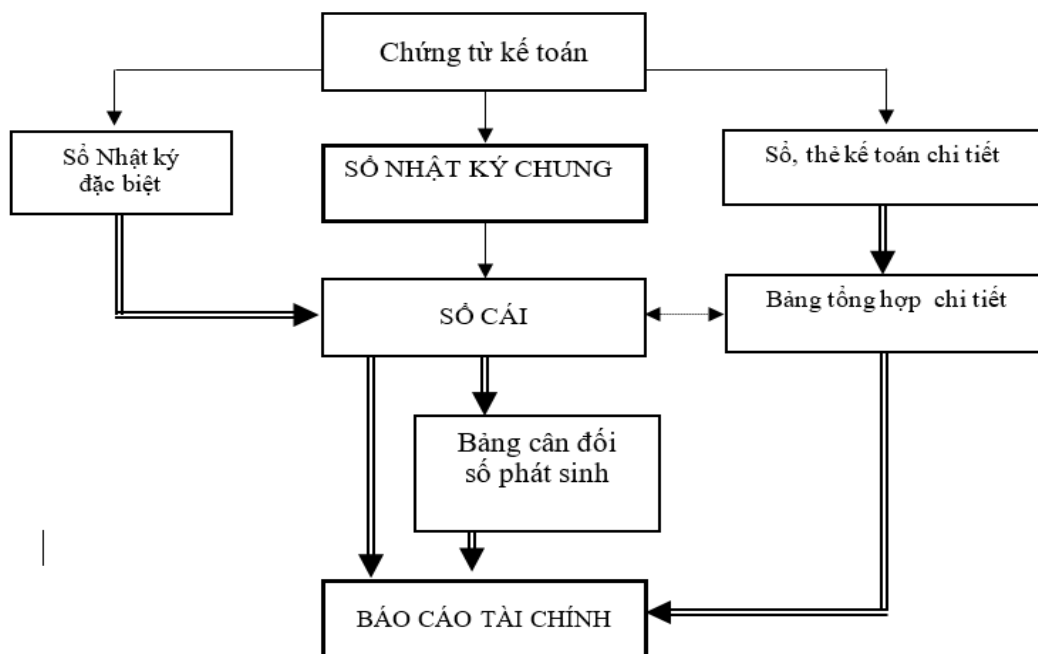 Chứng từ kế toán
Sổ Nhật ký
đặc biệt
SỔ NHẬT KÝ CHUNG
Sổ, thẻ kế toán chi tiết
SỔ CÁI
Bảng tổng hợp chi tiết
Bảng cân đối
số phát sinh
BÁO CÁO TÀI CHÍNH